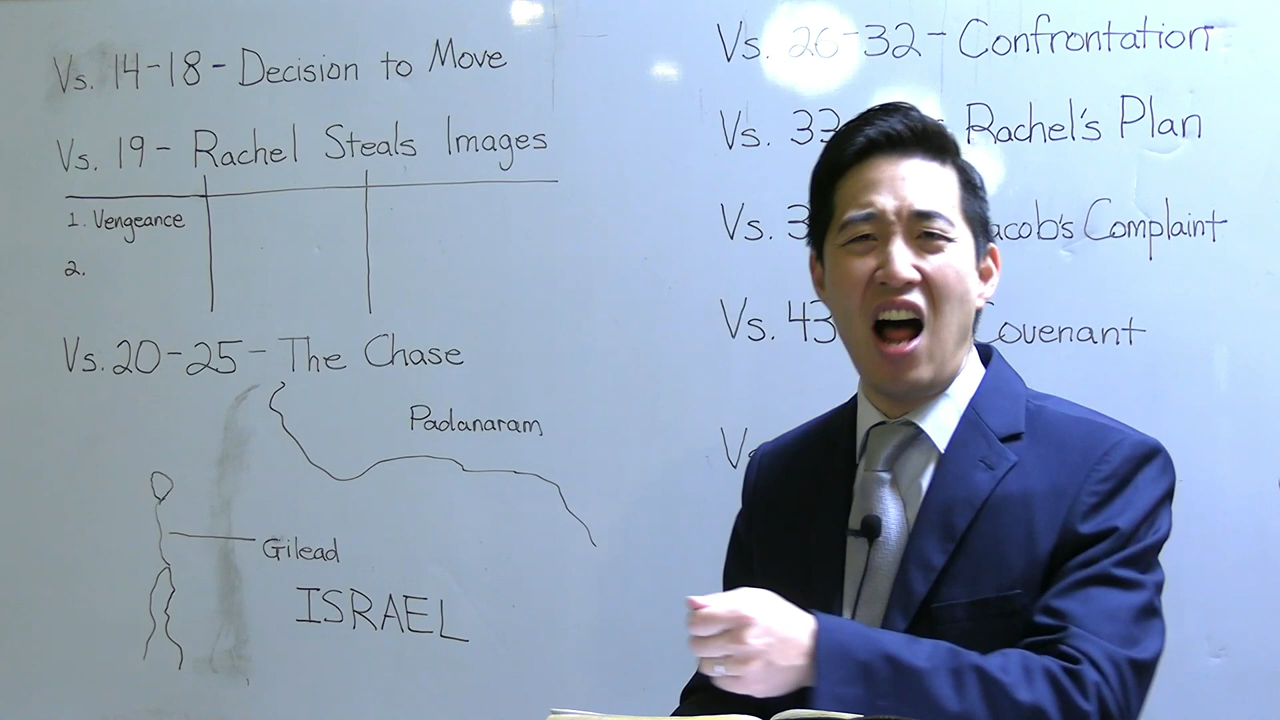 Vs. 14-18- Decision to Move
Vs. 19 - Rachel Steals Images
1. Vengeance
2.
Vs. 20-25- The Chase
Padanaram
Gilead
ISRAEL
Vs. 26-32- Confrontation
Vs. 33 Rachel's Plan
Vs. 3 acob's Complaint
Vs. 43 Covenant
V